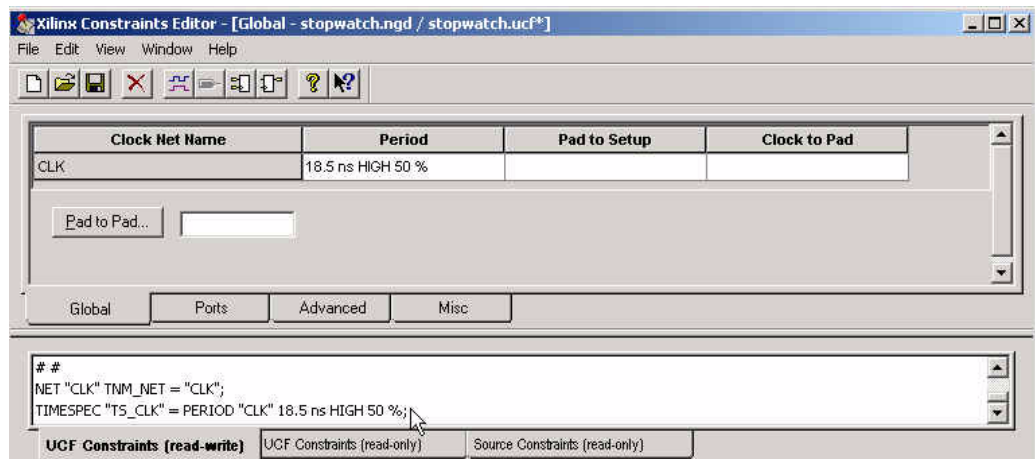 Xilinx Constraints Editor - [Global - stopwatch.ngd / stopwatch.ucf*]
File Edit View Window Help
Clock Net Name Period Pad to Setup Clock to Pad
CLK 18.5 ns HIGH 50 %
Pad to Pad...
Global Ports Advanced Misc
# #
NET "CLK" TNM_NET = "CLK";
TIMESPEC "TS_CLK" = PERIOD "CLK" 18.5 ns HIGH 50 %;
UCF Constraints (read-write) UCF Constraints (read-only) Source Constraints (read-only)